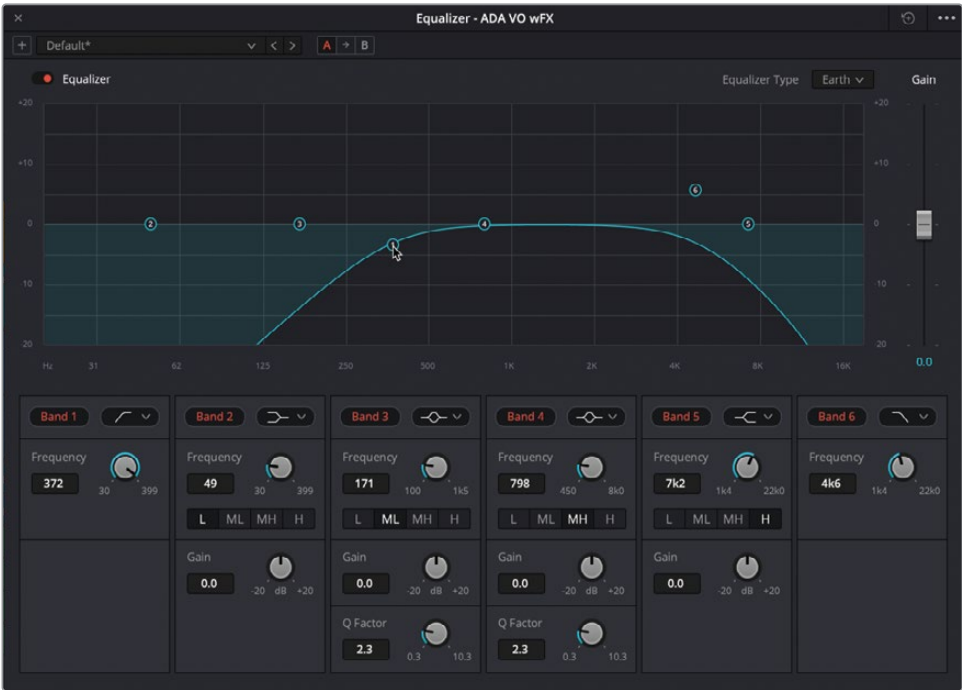 Equalizer - ADA VO wFX
Default*
A B
Equalizer
Equalizer Type Earth Gain
+20 +20
+10 +10
0 0
-10 -10
-20 -20
2 3 1 4 6 5
Hz 31 62 125 250 500 1K 2K 4K 8K 16K
0.0
Band 1 Band 2 Band 3 Band 4 Band 5 Band 6
Frequency Frequency Frequency Frequency Frequency Frequency
372 49 171 798 7k2 4k6
30 399 30 399 100 1k5 450 8k0 1k4 22k0 1k4 22k0
L ML MH H L ML MH H L ML MH H L ML MH H
Gain Gain Gain Gain
0.0 0.0 0.0 0.0
-20 dB +20 -20 dB +20 -20 dB +20 -20 dB +20
Q Factor Q Factor
2.3 2.3
0.3 10.3 0.3 10.3